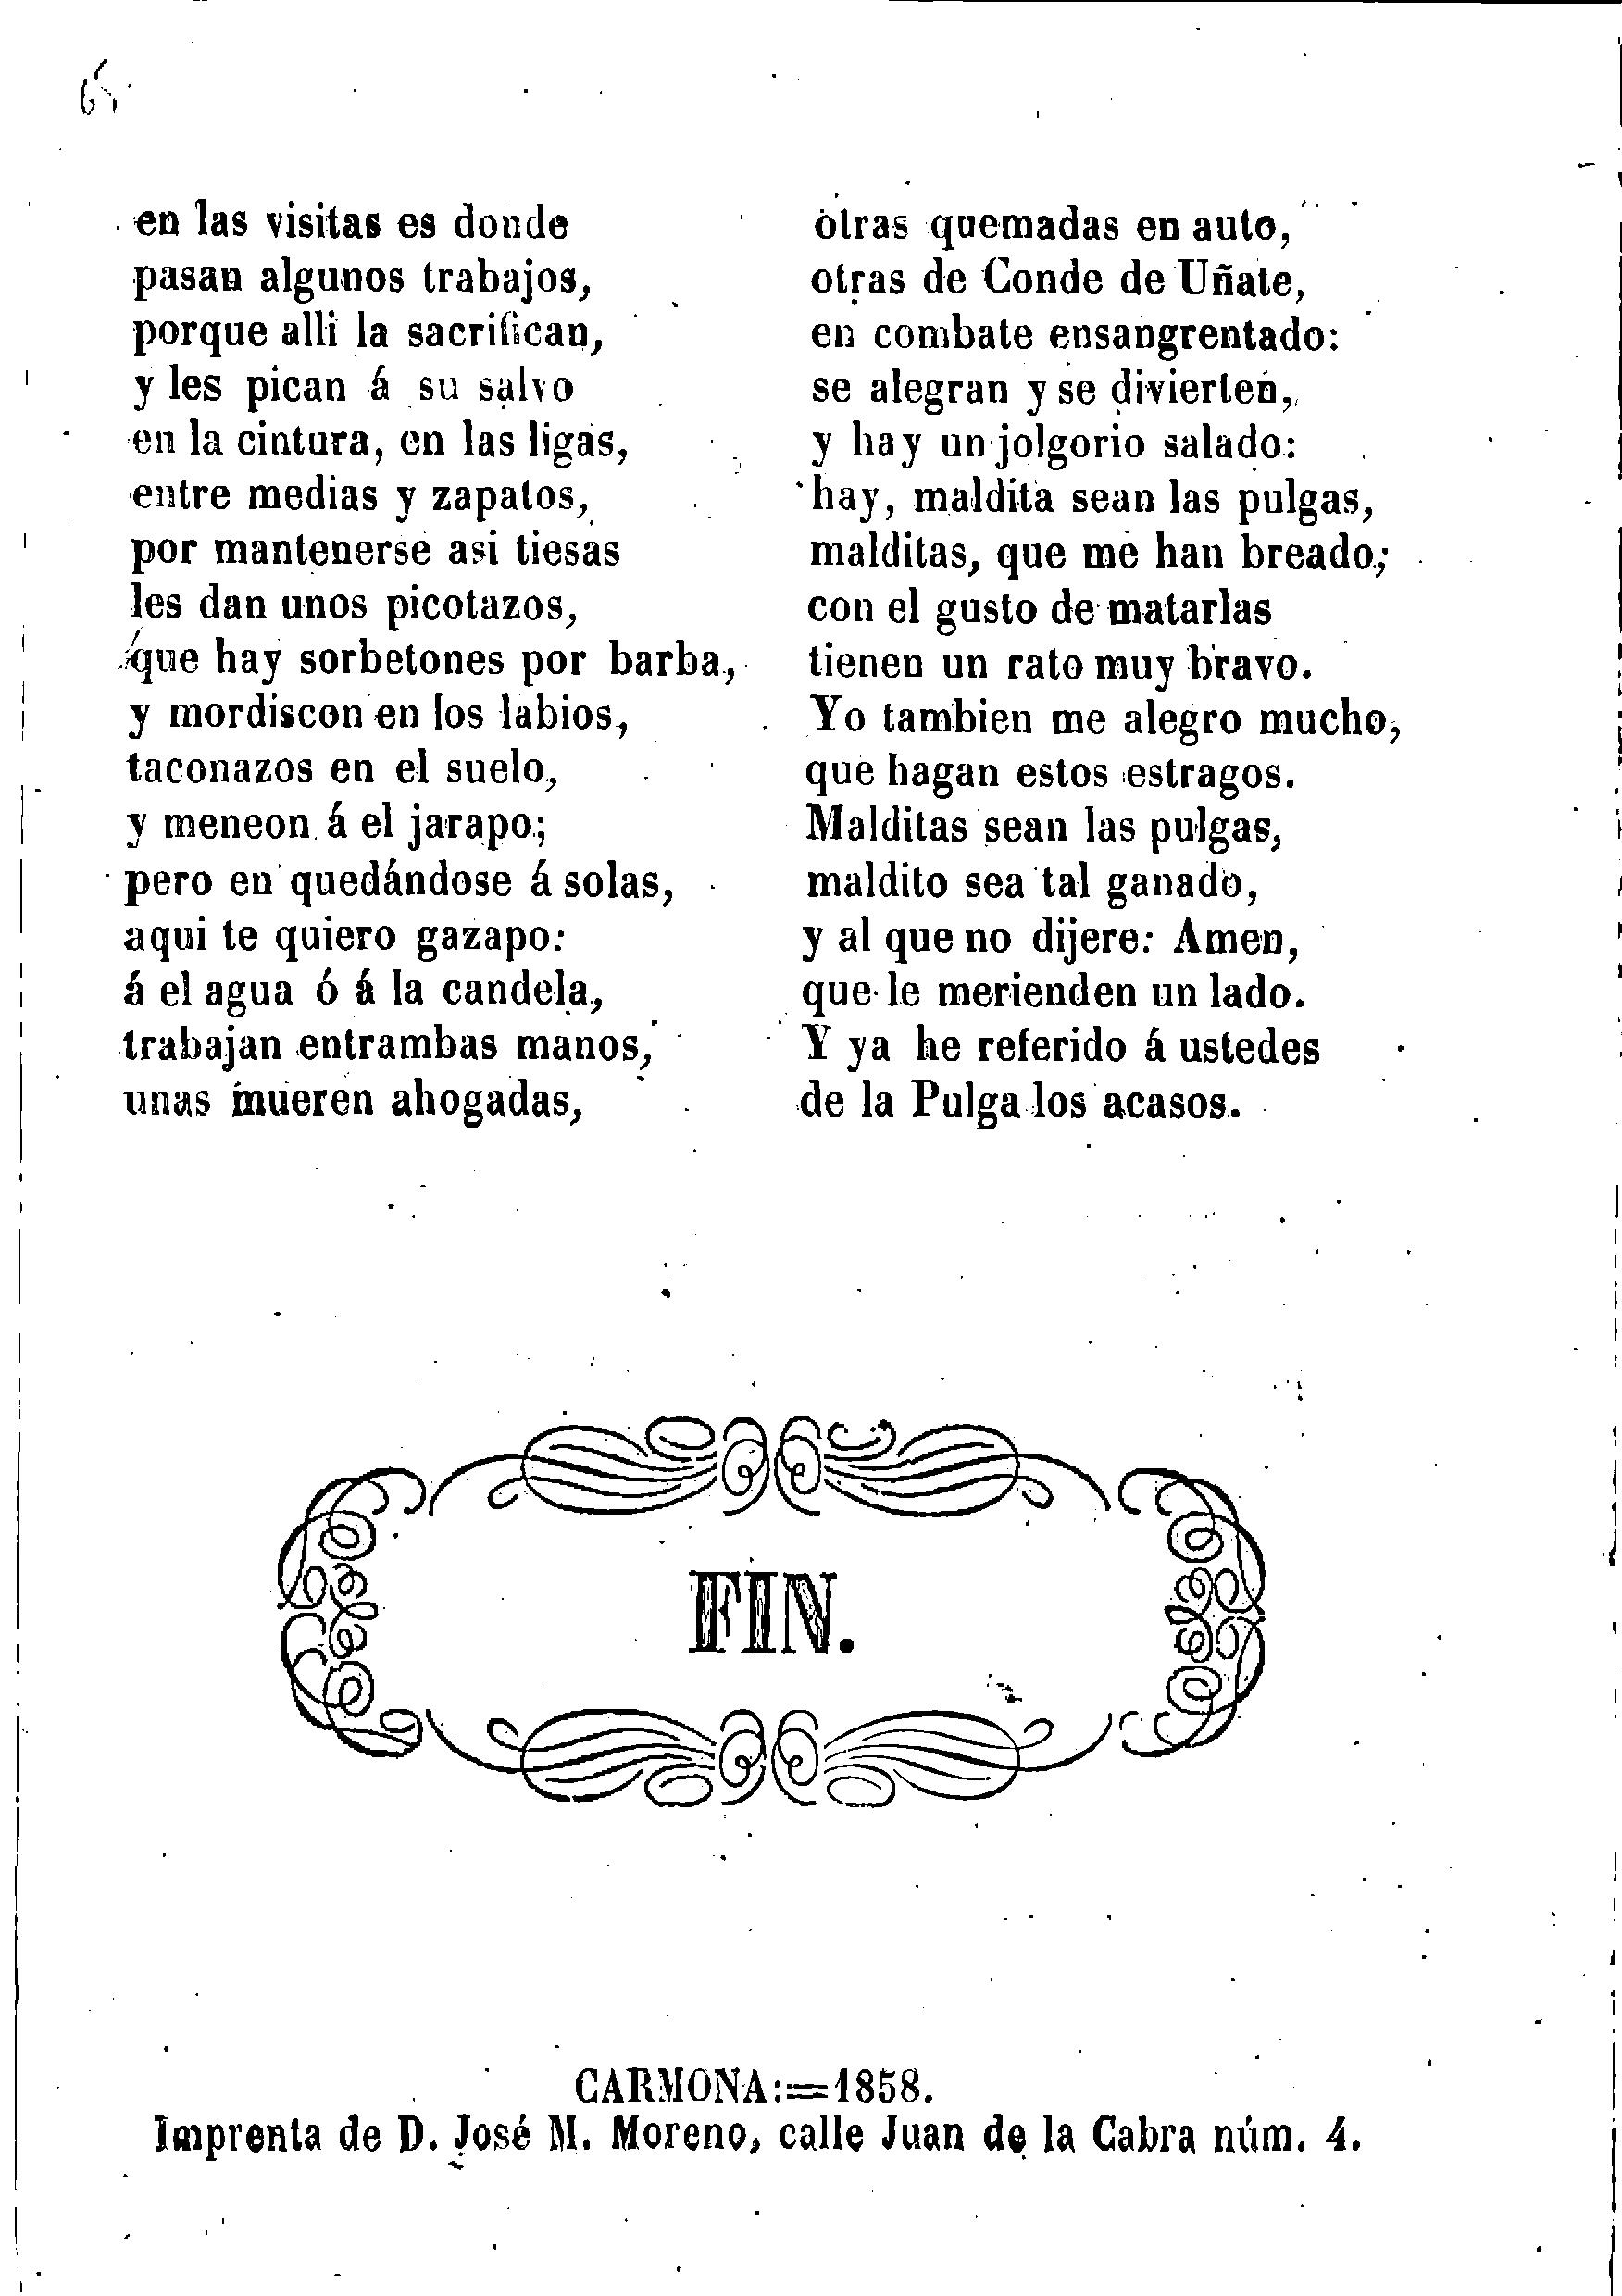 en las visitas es donde
pasan algunos trabajos,
porque alli la sacrifican,
y les pican á su salvo
en la cintura, en las ligas,
entre medias y zapatos,
por mantenerse asi tiesas
les dan unos picotazos,
que hay sorbetones por barba,
y mordiscon en los labios,
taconazos en el suelo,
y meneon á el jarapo;
pero en quedándose á solas,
aqui te quiero gazapo:
á el agua ó á la candela,
trabajan entrambas manos,
unas mueren ahogadas,
otras quemadas en auto,
otras de Conde de Uñate,
en combate ensangrentado:
se alegran y se divierten,
y hay un jolgorio salado:
hay, maldita sean las pulgas,
malditas, que me han breado;
con el gusto de matarlas
tienen un rato muy bravo.
Yo tambien me alegro mucho,
que hagan estos estragos.
Malditas sean las pulgas,
maldito sea tal ganado,
y al que no dijere: Amen,
que le merienden un lado.
Y ya he referido á ustedes
de la Pulga los acasos.
FIN.
CARMONA:=1858.
Imprenta de D. José M. Moreno, calle Juan de la Cabra núm. 4.